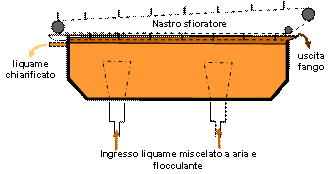 Nastro sfioratore
liquame
chiarificato
uscita
fango
Ingresso liquame miscelato a aria e
flocculante